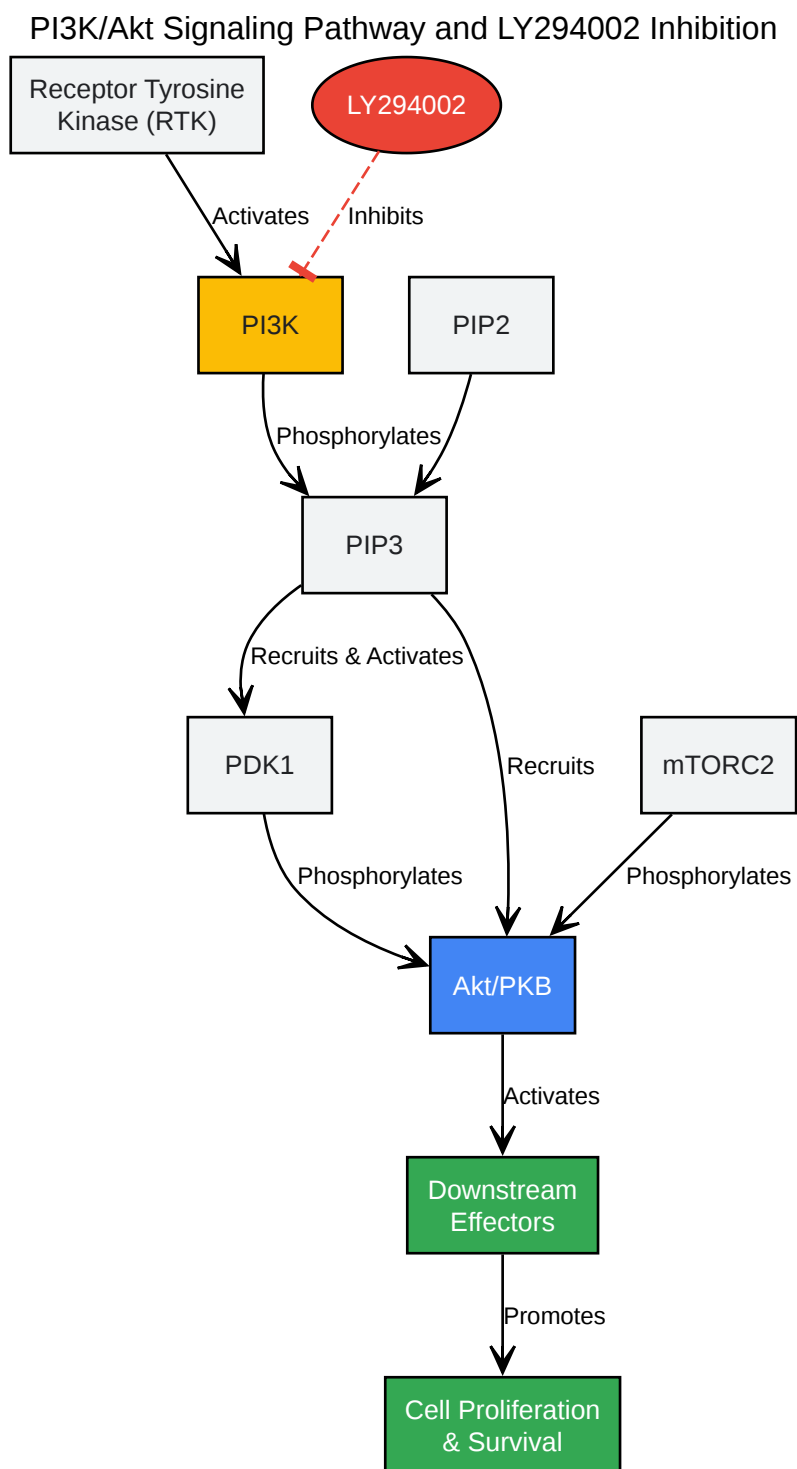 PI3K/Akt Signaling Pathway and LY294002 Inhibition
Receptor Tyrosine
Kinase (RTK)
LY294002
Activates
Inhibits
PI3K
PIP2
Phosphorylates
PIP3
Recruits & Activates
PDK1
Recruits
mTORC2
Phosphorylates
Phosphorylates
Akt/PKB
Activates
Downstream
Effectors
Promotes
Cell Proliferation
& Survival